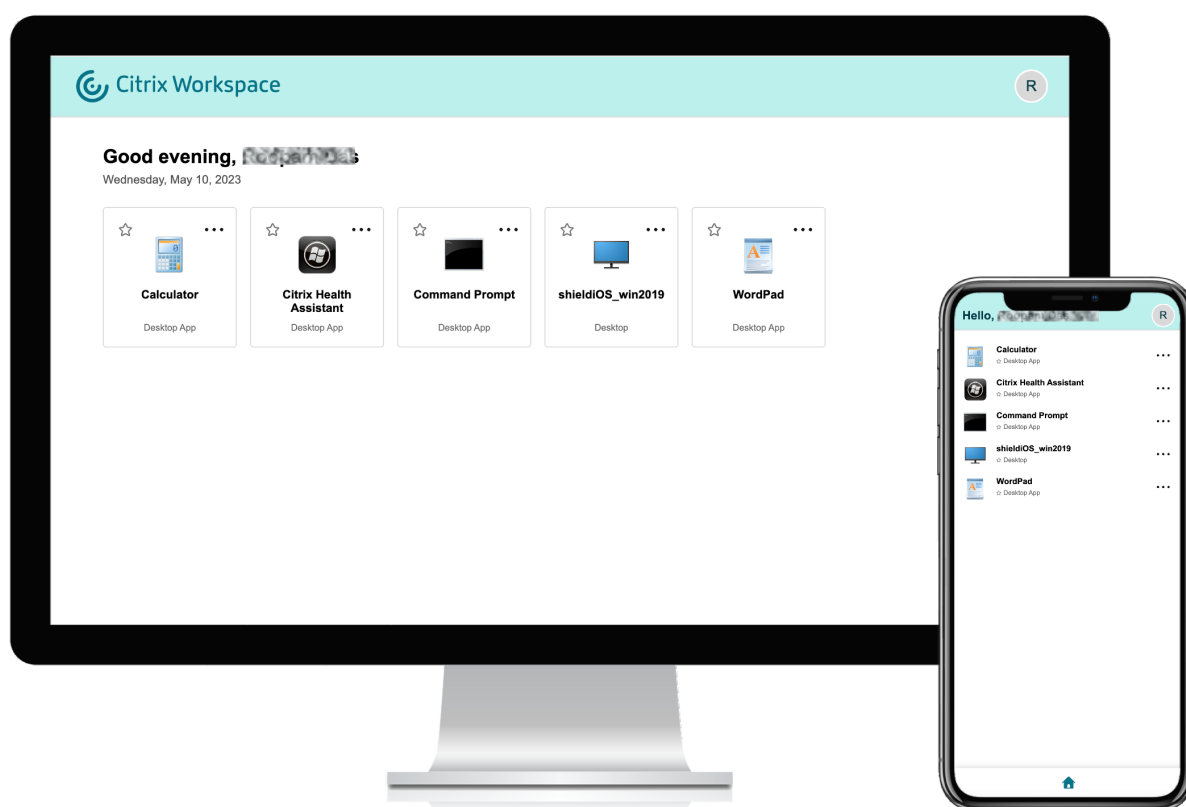 Citrix Workspace
R
Good evening,
Wednesday, May 10, 2023
Calculator
Desktop App
Citrix Health
Assistant
Desktop App
Command Prompt
Desktop App
shieldiOS_win2019
Desktop
WordPad
Desktop App
Hello,
R
Calculator
Desktop App
Citrix Health Assistant
Desktop App
Command Prompt
Desktop App
shieldiOS_win2019
Desktop
WordPad
Desktop App